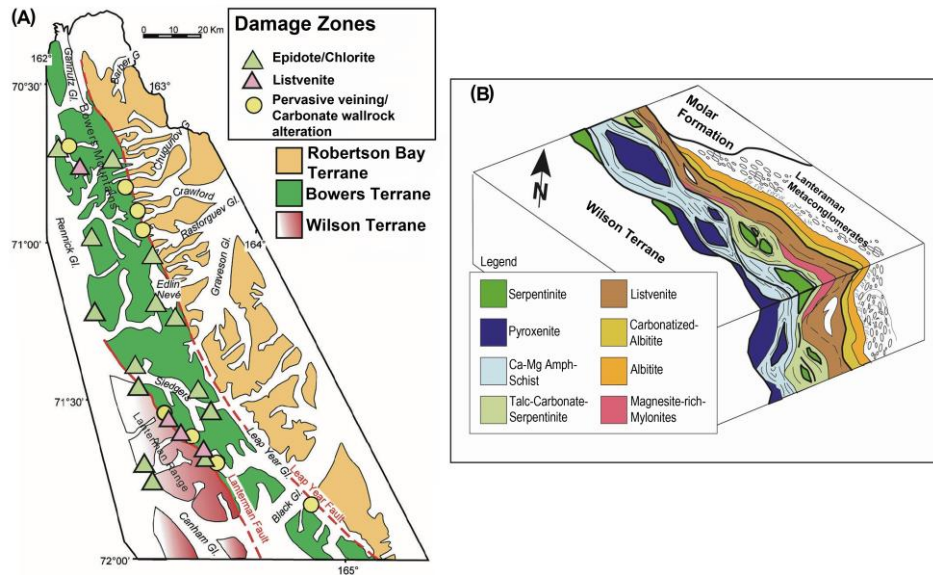 (A)
0 10 20 Km
Damage Zones
Epidote/Chlorite
Listvenite
Pervasive veining/
Carbonate wallrock
alteration
Robertson Bay
Terrane
Bowers Terrane
Wilson Terrane
162°
70°30'
Gannutz Gl.
Barber G
163°
Bowers Mountains
Chugunov G
Crawford
Rastorguev Gl.
Rennick Gl.
71°00'
164°
Graveson Gl.
Edlin
Nevé
71°30'
Sledgers
Lanterman Range
Leap Year Gl.
Leap Year Fault
Black Gl.
Lanterman Fault
Canham Gl.
72°00'
165°
(B)
Molar
Formation
Lanteraman
Metaconglomerates
N
Wilson Terrane
Legend
Serpentinite
Listvenite
Pyroxenite
Carbonatized-
Albitite
Ca-Mg Amph-
Schist
Albitite
Talc-Carbonate-
Serpentinite
Magnesite-rich-
Mylonites